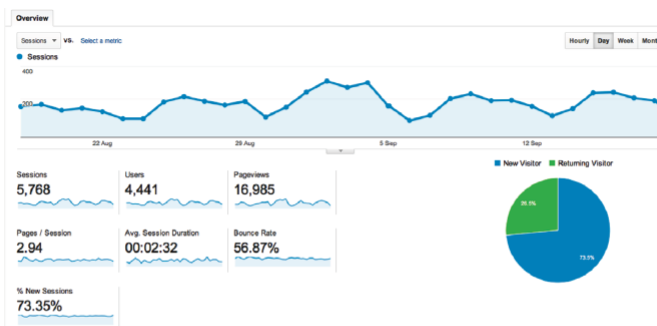 Overview
Sessions vs. Select a metric
Hourly Day Week Mont
Sessions
400
200
22 Aug 29 Aug 5 Sep 12 Sep
New Visitor Returning Visitor
Sessions Users Pageviews
5,768 4,441 16,985
Pages / Session Avg. Session Duration Bounce Rate
2.94 00:02:32 56.87%
% New Sessions
73.35%